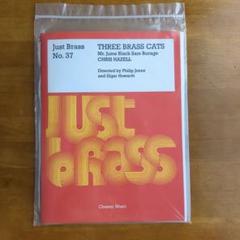 Just Brass
No. 37
THREE BRASS CATS
Mr. Jums Black Sam Borage
CHRIS HAZELL
Directed by Philip Jones
and Elgar Howarth
JUST
brass
Chester Music